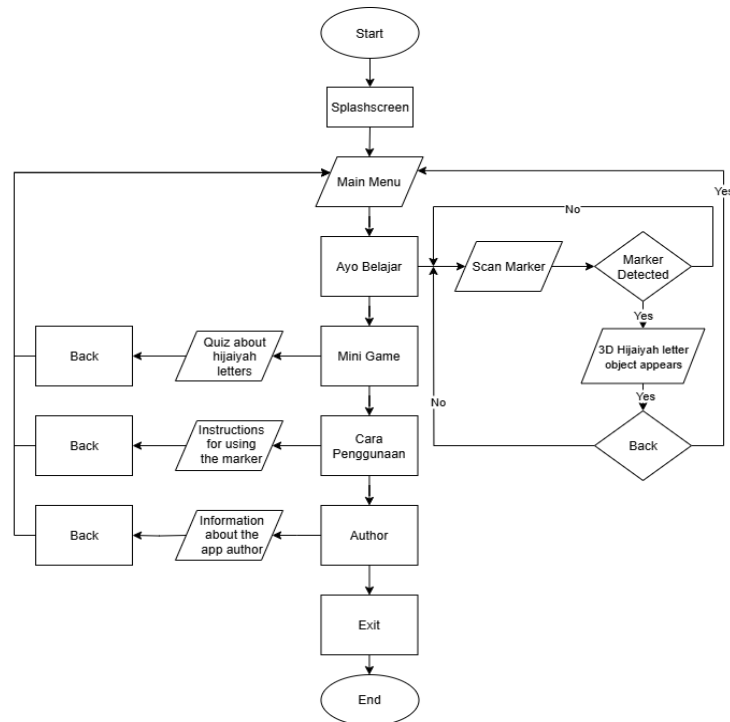 Start
Splashscreen
Main Menu
Yes
No
Ayo Belajar
Scan Marker
Marker
Detected
Yes
3D Hijaiyah letter
object appears
Yes
No
Back
Back
Quiz about
hijaiyah
letters
Mini Game
Back
Instructions
for using
the marker
Cara
Penggunaan
Back
Information
about the
app author
Author
Exit
End